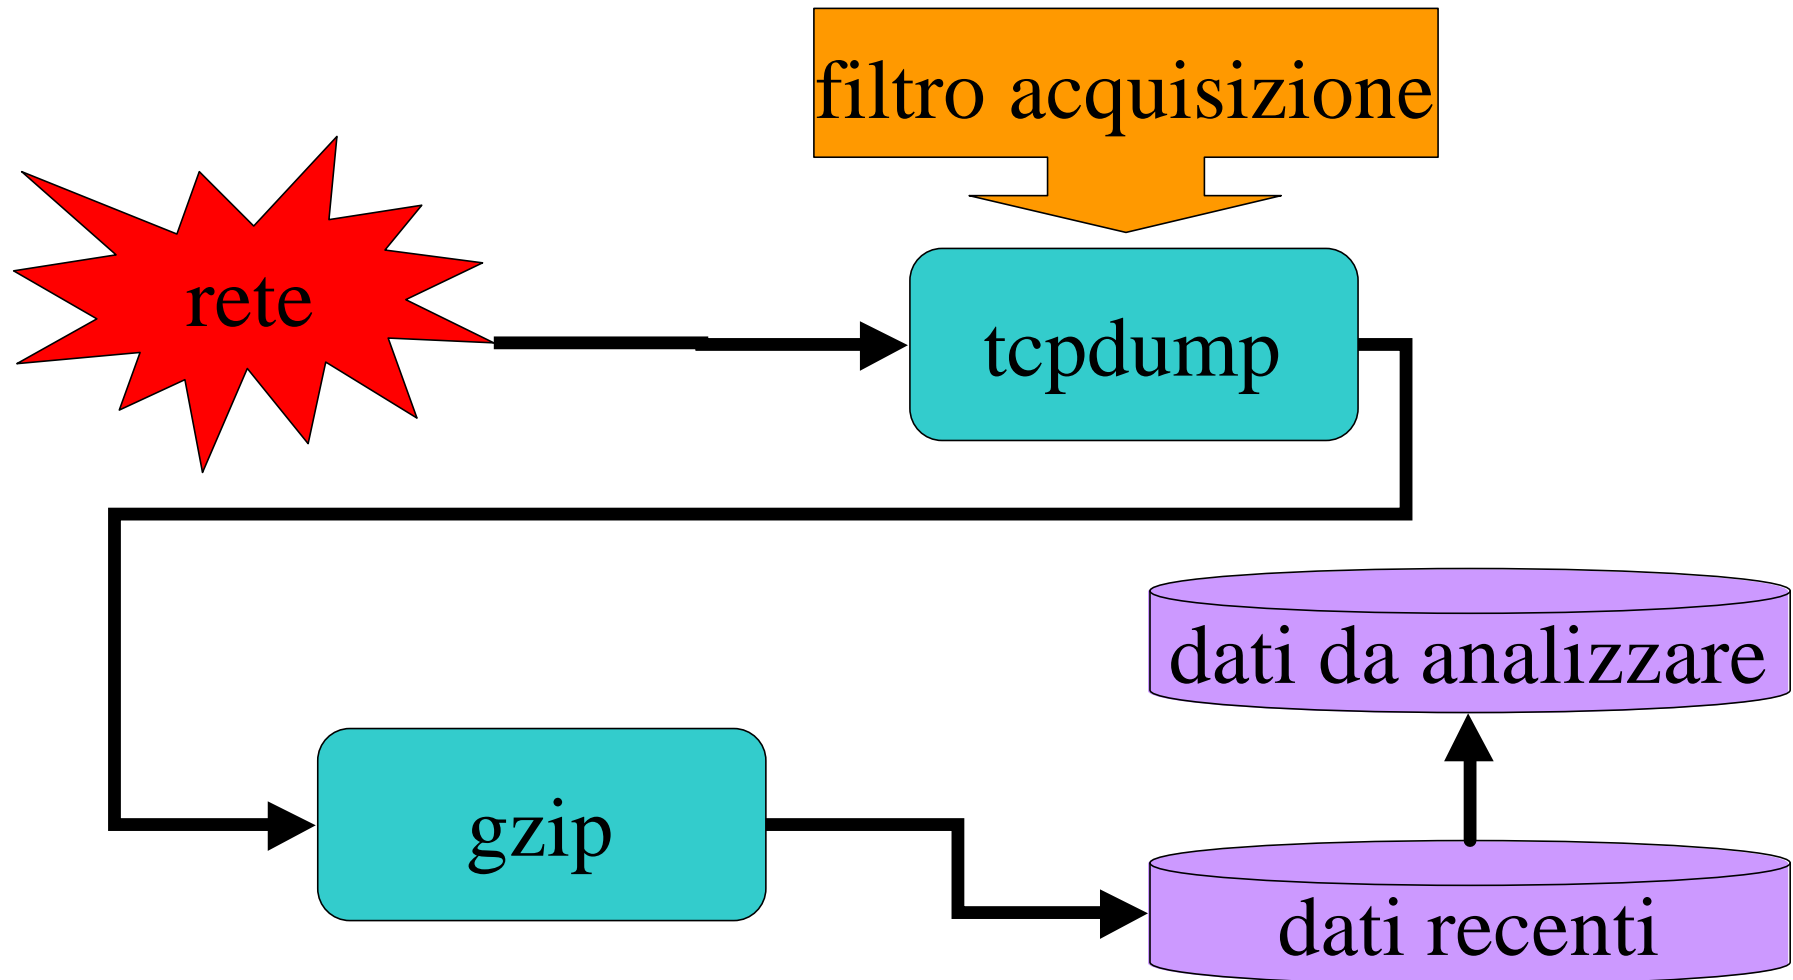 filtro acquisizione
rete
tcpdump
dati da analizzare
gzip
dati recenti